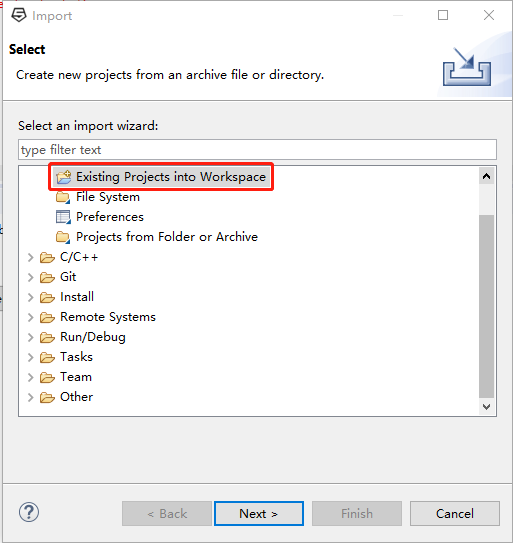 Import
Select
Create new projects from an archive file or directory.
Select an import wizard:
type filter text
Existing Projects into Workspace
File System
Preferences
Projects from Folder or Archive
C/C++
Git
Install
Remote Systems
Run/Debug
Tasks
Team
Other
?
< Back
Next >
Finish
Cancel